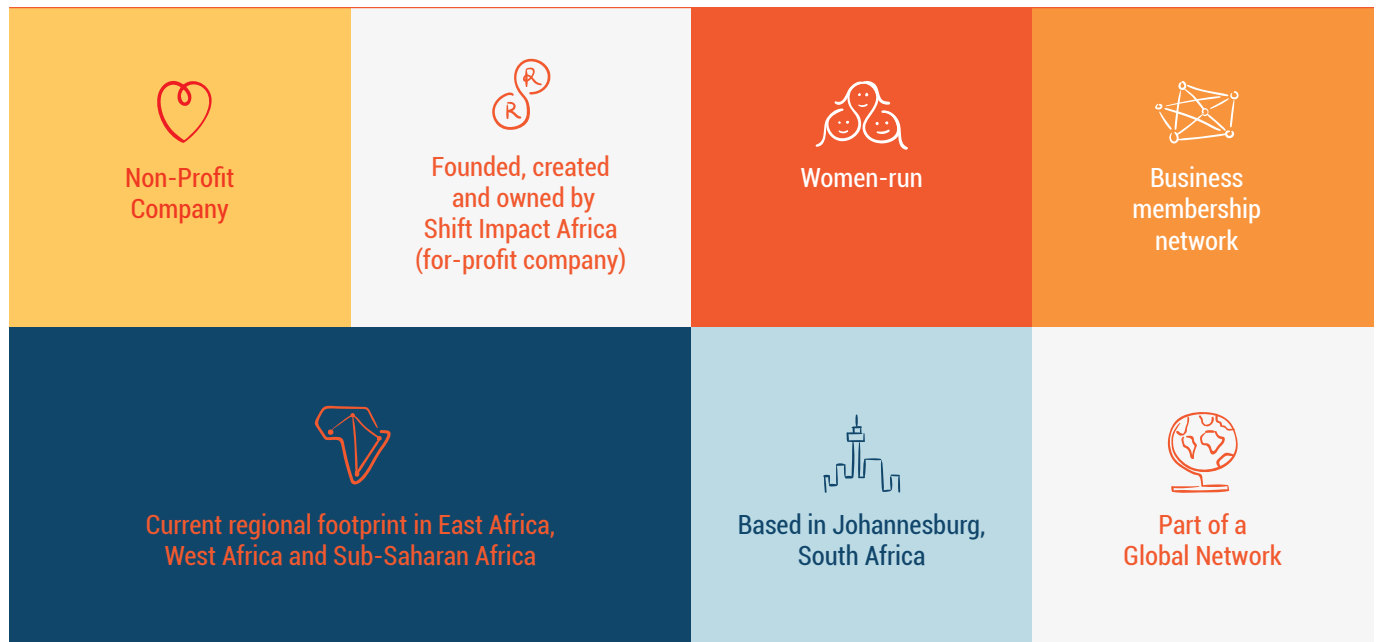 Non-Profit
Company
R
R
Founded, created
and owned by
Shift Impact Africa
(for-profit company)
Women-run
Business
membership
network
Current regional footprint in East Africa,
West Africa and Sub-Saharan Africa
Based in Johannesburg,
South Africa
Part of a
Global Network